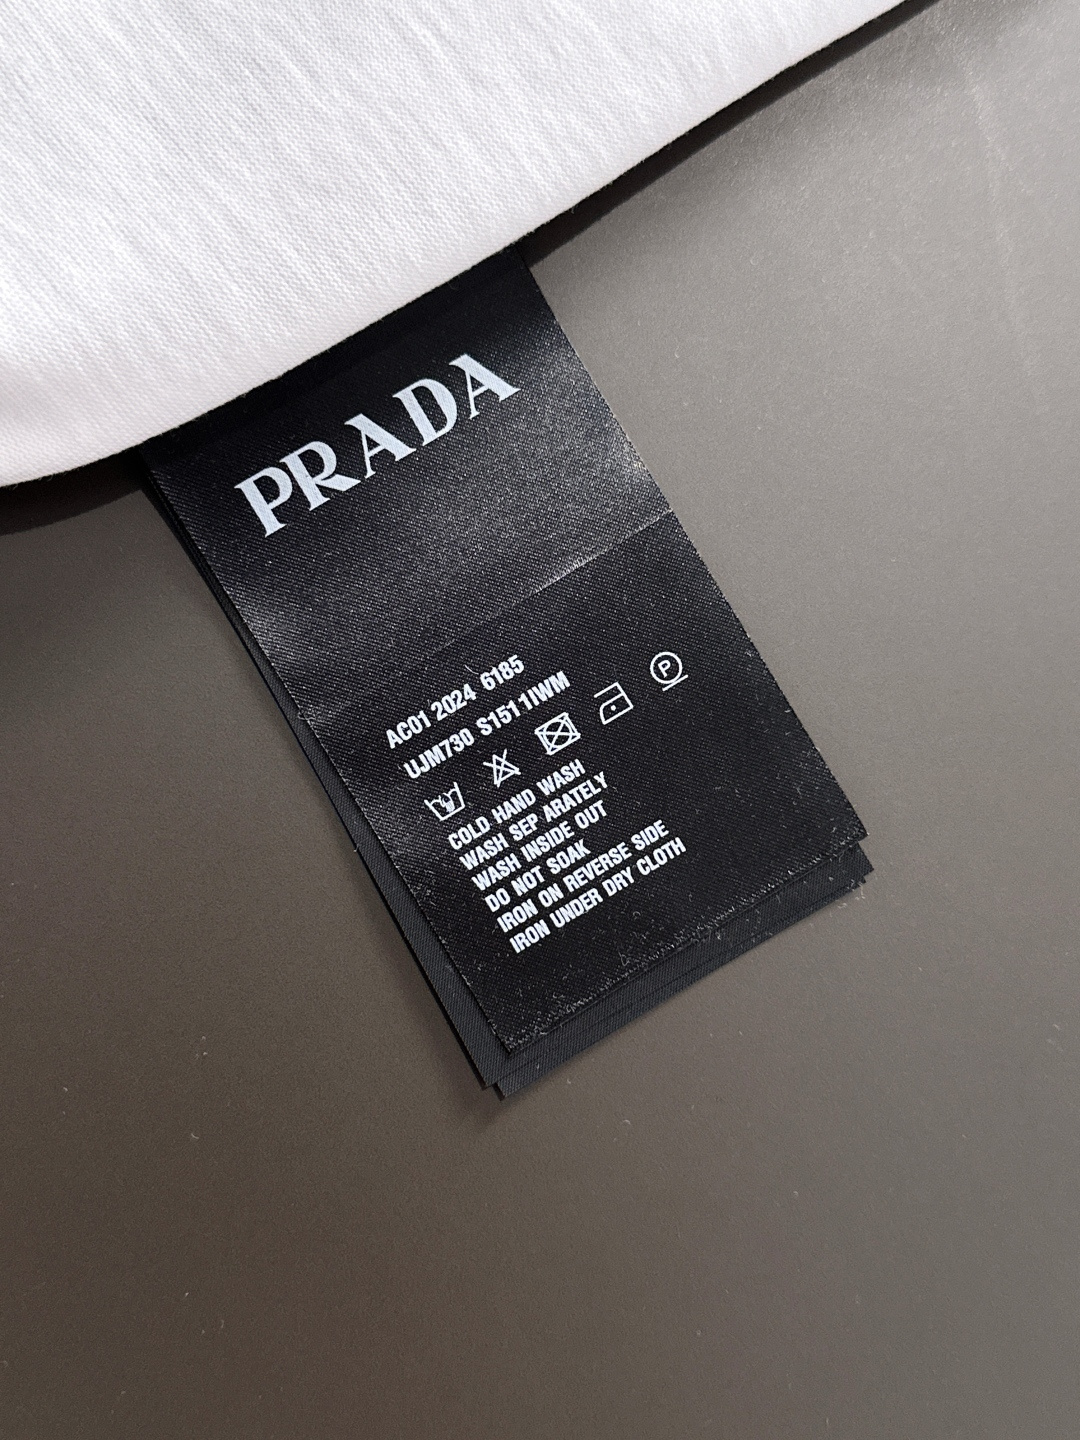 PRADA
AC01 2024 6185
UJM730 S151 1IWM
P
COLD HAND WASH
WASH SEP ARATELY
WASH INSIDE OUT
DO NOT SOAK
IRON ON REVERSE SIDE
IRON UNDER DRY CLOTH